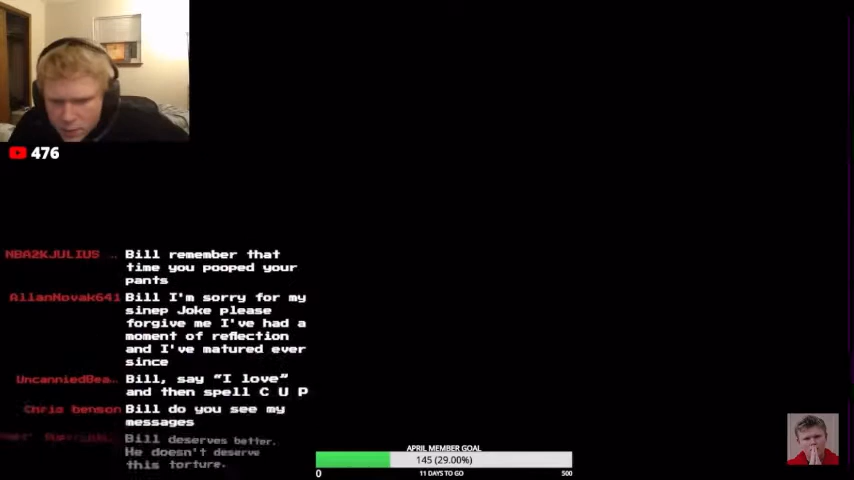 476
NBA2KJULIUS ..
Bill remember that
time you pooped your
pants
AllanNovak641
Bill I'm sorry for my
sinep Joke please
forgive me I've had a
moment of reflection
and I've matured ever
since
UncanniedBea..
Bill, say “I love”
and then spell C U P
Chris benson
Bill do you see my
messages
Bill deserves better.
He doesn't deserve
this torture.
APRIL MEMBER GOAL
145 (29.00%)
0
11 DAYS TO GO
500